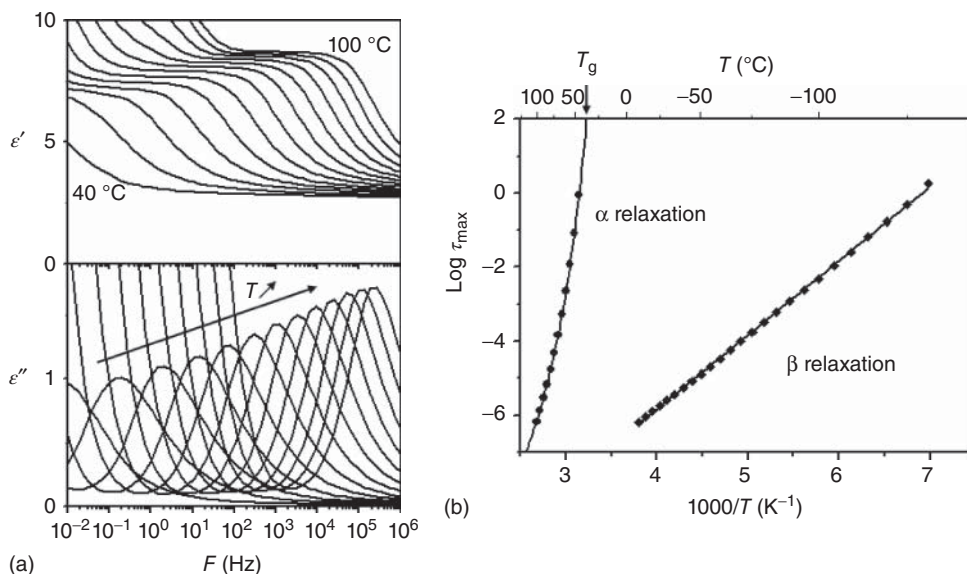 10
100 °C
ε′
5
40 °C
0
T
ε″
1
0
10⁻² 10⁻¹ 10⁰ 10¹ 10² 10³ 10⁴ 10⁵ 10⁶
(a)
F (Hz)
Tg
T (°C)
100 50 0 −50 −100
2
0
−2
−4
−6
Log τmax
α relaxation
β relaxation
3 4 5 6 7
(b)
1000/T (K⁻¹)